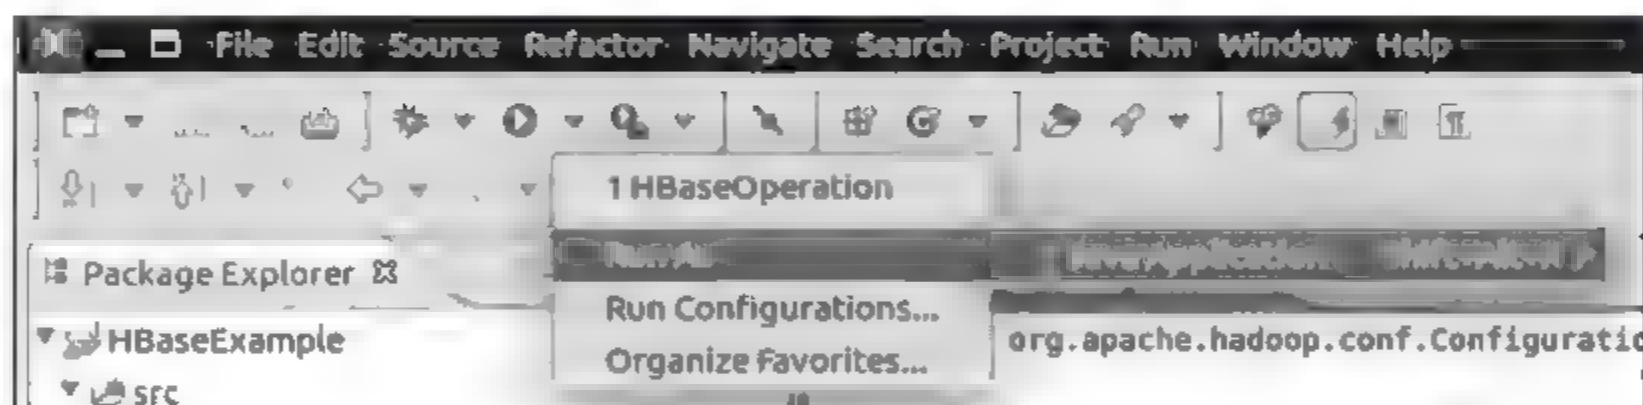 File Edit Source Refactor Navigate Search Project Run Window Help
1 HBaseOperation
Package Explorer
Run Configurations...
HBaseExample
org.apache.hadoop.conf.Configuratio
Organize Favorites...
src